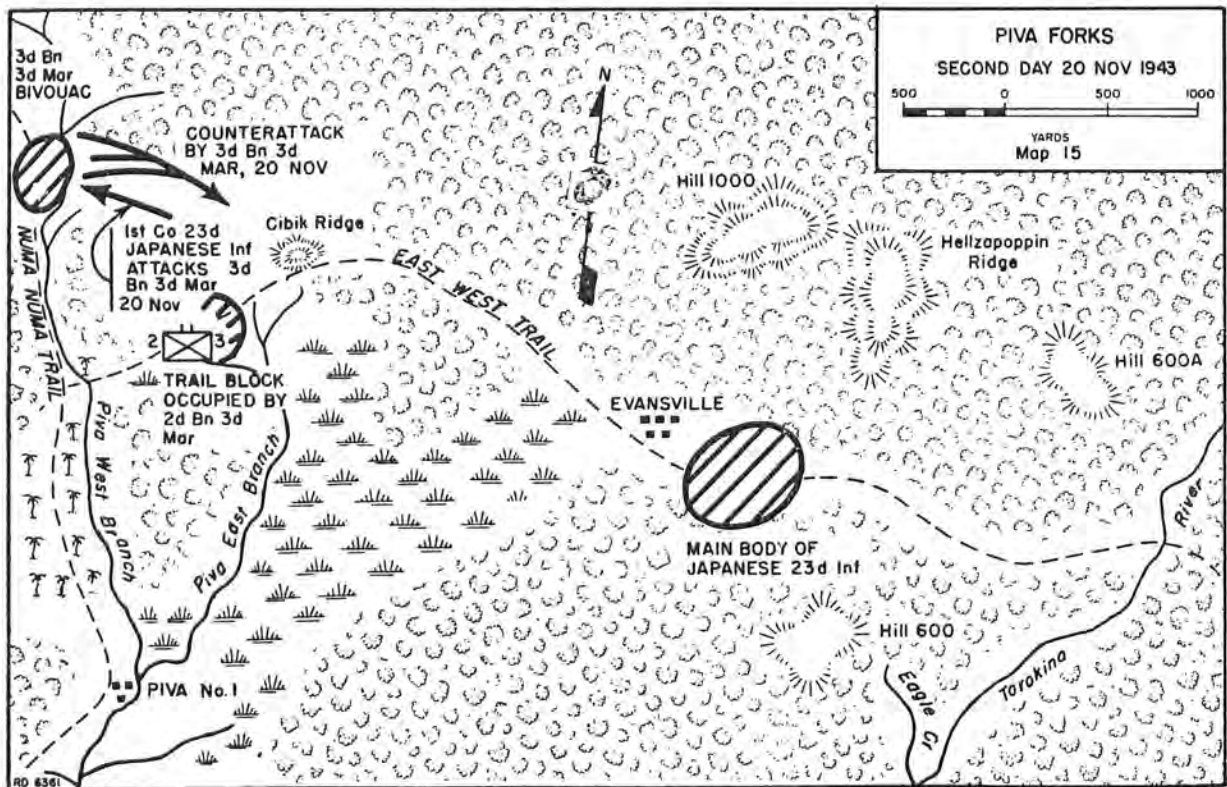 PIVA FORKS
SECOND DAY 20 NOV 1943
500 0 500 1000
YARDS
Map 15
3d Bn
3d Mar
BIVOUAC
N
COUNTERATTACK
BY 3d Bn 3d
MAR, 20 NOV
Hill 1000
Cibik Ridge
Hellzapoppin
Ridge
1st Co 23d
JAPANESE Inf
ATTACKS 3d
Bn 3d Mar
20 Nov
NUMA NUMA TRAIL
EAST WEST TRAIL
2 3
Hill 600A
TRAIL BLOCK
OCCUPIED BY
2d Bn 3d
Mar
EVANSVILLE
Piva West Branch
Piva East Branch
MAIN BODY OF
JAPANESE 23d Inf
Hill 600
Eagle Cr
Torokina River
PIVA No. 1
RD 6361